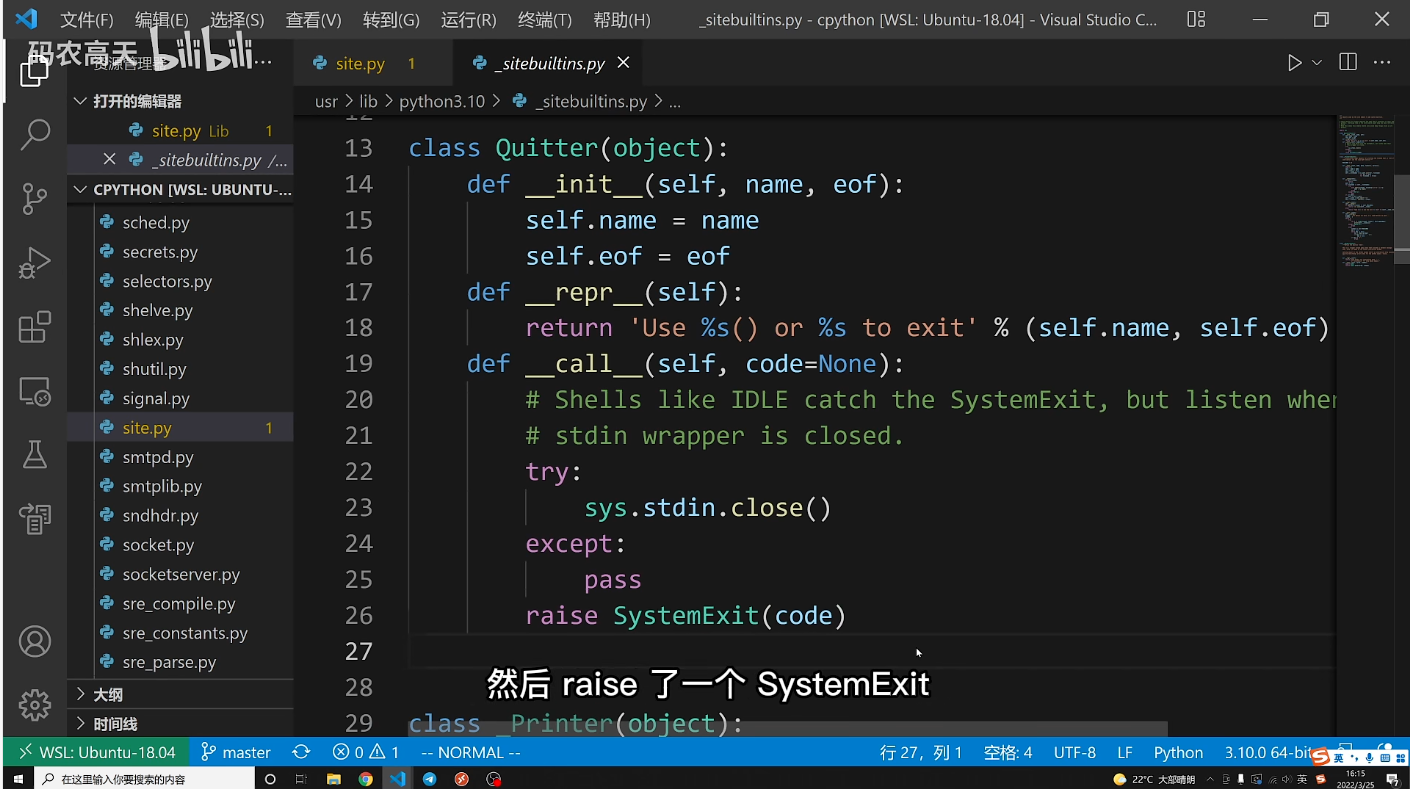 文件(F) 编辑(E) 选择(S) 查看(V) 转到(G) 运行(R) 终端(T) 帮助(H) _sitebuiltins.py - cpython [WSL: Ubuntu-18.04] - Visual Studio C...
码农高天 bilibili
资源管理器 ...
site.py 1 _sitebuiltins.py
打开的编辑器
site.py Lib 1
_sitebuiltins.py /...
CPYTHON [WSL: UBUNTU-...
sched.py
secrets.py
selectors.py
shelve.py
shlex.py
shutil.py
signal.py
site.py 1
smtpd.py
smtplib.py
sndhdr.py
socket.py
socketserver.py
sre_compile.py
sre_constants.py
sre_parse.py
大纲
时间线
usr > lib > python3.10 > _sitebuiltins.py > ...
12
13 class Quitter(object):
14 def __init__(self, name, eof):
15 self.name = name
16 self.eof = eof
17 def __repr__(self):
18 return 'Use %s() or %s to exit' % (self.name, self.eof)
19 def __call__(self, code=None):
20 # Shells like IDLE catch the SystemExit, but listen when
21 # stdin wrapper is closed.
22 try:
23 sys.stdin.close()
24 except:
25 pass
26 raise SystemExit(code)
27
28
29 class _Printer(object):
然后 raise 了一个 SystemExit
WSL: Ubuntu-18.04 master 0 1 -- NORMAL -- 行 27，列 1 空格: 4 UTF-8 LF Python 3.10.0 64-bit
英
在这里输入你要搜索的内容 22°C 大部晴朗 英 16:15
2022/3/25
7